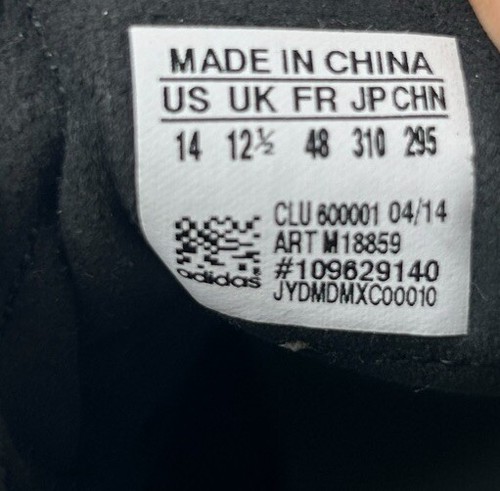 MADE IN CHINA
US UK FR JP CHN
14 12½ 48 310 295
CLU 600001 04/14
ART M18859
#109629140
JYDMDMXC00010
adidas